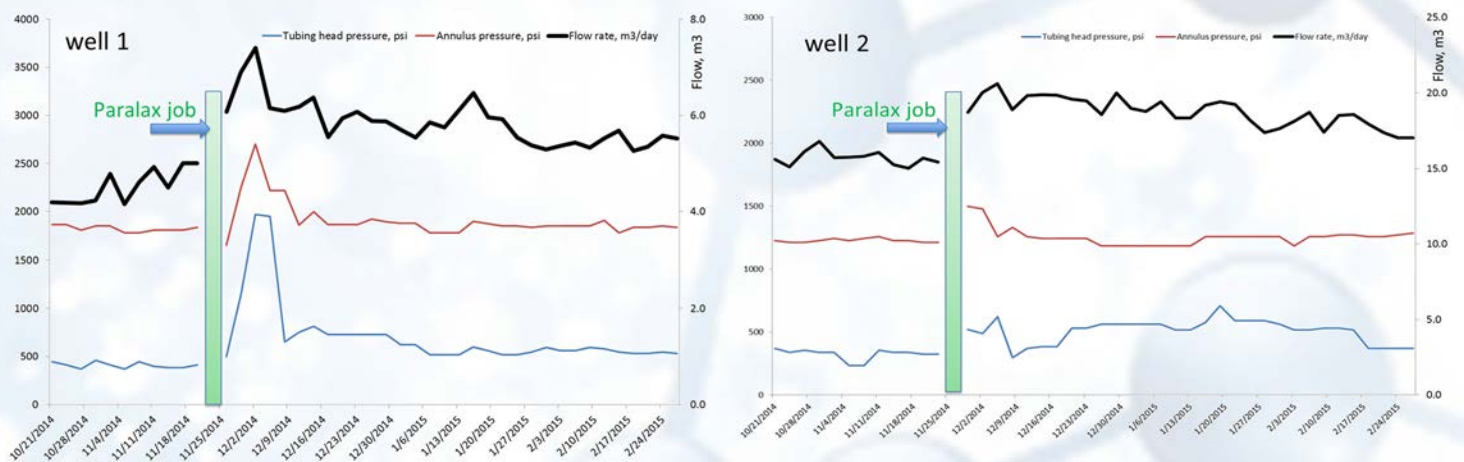 well 1
Tubing head pressure, psi Annulus pressure, psi Flow rate, m3/day
Paralax job
4000
3500
3000
2500
2000
1500
1000
500
0
8.0
6.0
4.0
2.0
0.0
Flow, m3
10/21/2014 10/28/2014 11/4/2014 11/11/2014 11/18/2014 11/25/2014 12/2/2014 12/9/2014 12/16/2014 12/23/2014 12/30/2014 1/6/2015 1/13/2015 1/20/2015 1/27/2015 2/3/2015 2/10/2015 2/17/2015 2/24/2015
well 2
Tubing head pressure, psi Annulus pressure, psi Flow rate, m3/day
Paralax job
3000
2500
2000
1500
1000
500
0
25.0
20.0
15.0
10.0
5.0
0.0
Flow, m3
10/21/2014 10/28/2014 11/4/2014 11/11/2014 11/18/2014 11/25/2014 12/2/2014 12/9/2014 12/16/2014 12/23/2014 12/30/2014 1/6/2015 1/13/2015 1/20/2015 1/27/2015 2/3/2015 2/10/2015 2/17/2015 2/24/2015